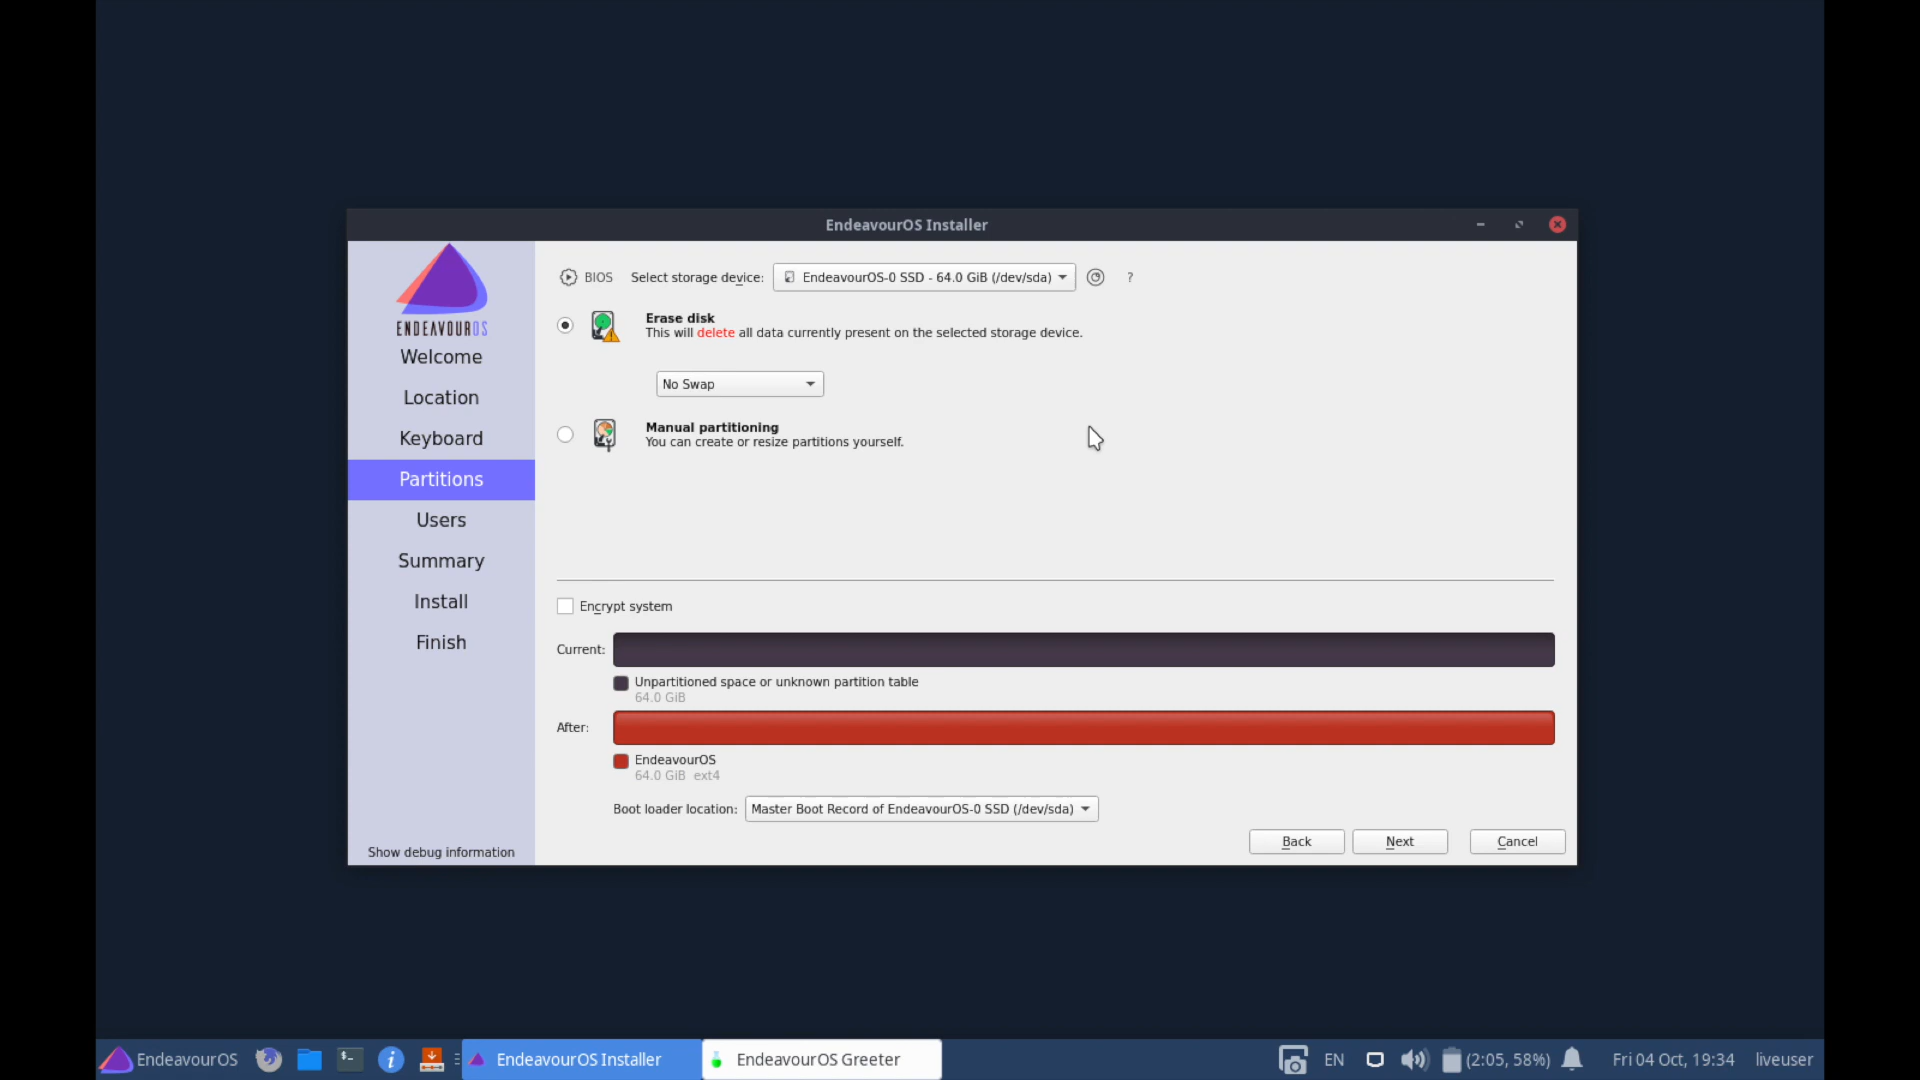 EndeavourOS Installer
ENDEAVOUROS
Welcome
Location
Keyboard
Partitions
Users
Summary
Install
Finish
Show debug information
BIOS Select storage device: EndeavourOS-0 SSD - 64.0 GiB (/dev/sda) ?
Erase disk
This will delete all data currently present on the selected storage device.
No Swap
Manual partitioning
You can create or resize partitions yourself.
Encrypt system
Current:
Unpartitioned space or unknown partition table
64.0 GiB
After:
EndeavourOS
64.0 GiB ext4
Boot loader location: Master Boot Record of EndeavourOS-0 SSD (/dev/sda)
Back Next Cancel
EndeavourOS $- i EndeavourOS Installer EndeavourOS Greeter EN (2:05, 58%) Fri 04 Oct, 19:34 liveuser